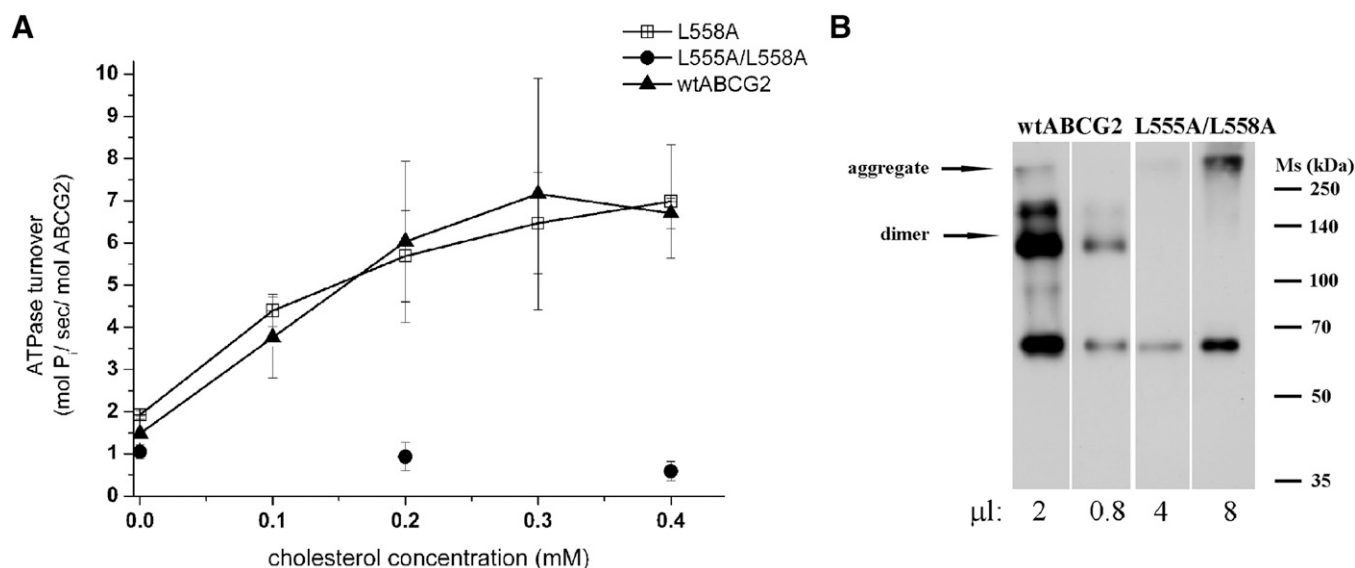 A
L558A
L555A/L558A
wtABCG2
ATPase turnover
(mol Pi/ sec/ mol ABCG2)
10
9
8
7
6
5
4
3
2
1
0
0.0 0.1 0.2 0.3 0.4
cholesterol concentration (mM)
B
wtABCG2 L555A/L558A
aggregate
dimer
Ms (kDa)
250
140
100
70
50
35
μl: 2 0.8 4 8